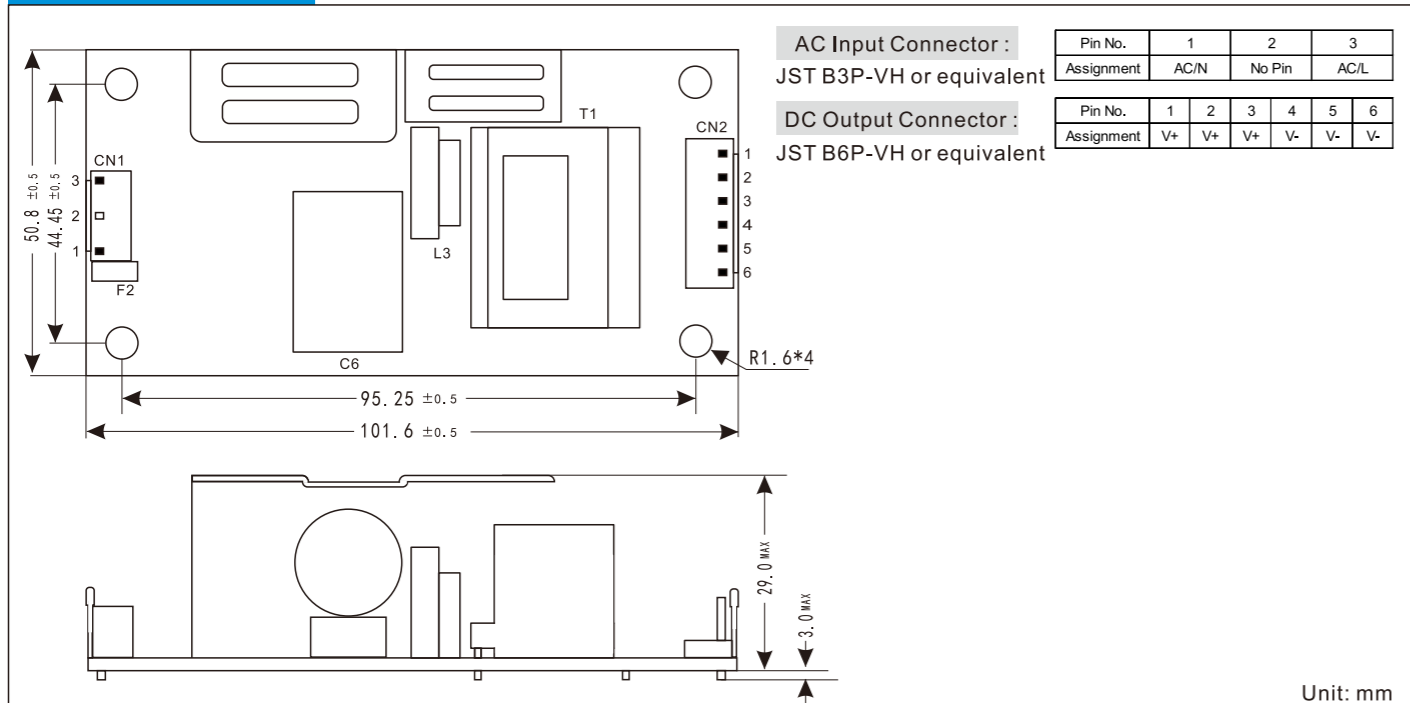 AC Input Connector :
JST B3P-VH or equivalent
Pin No. 1 2 3
Assignment AC/N No Pin AC/L
DC Output Connector :
JST B6P-VH or equivalent
Pin No. 1 2 3 4 5 6
Assignment V+ V+ V+ V- V- V-
50.8 ±0.5
44.45 ±0.5
CN1
3
2
1
F2
C6
L3
T1
CN2
1
2
3
4
5
6
R1.6*4
95.25 ±0.5
101.6 ±0.5
29.0 MAX
3.0 MAX
Unit: mm